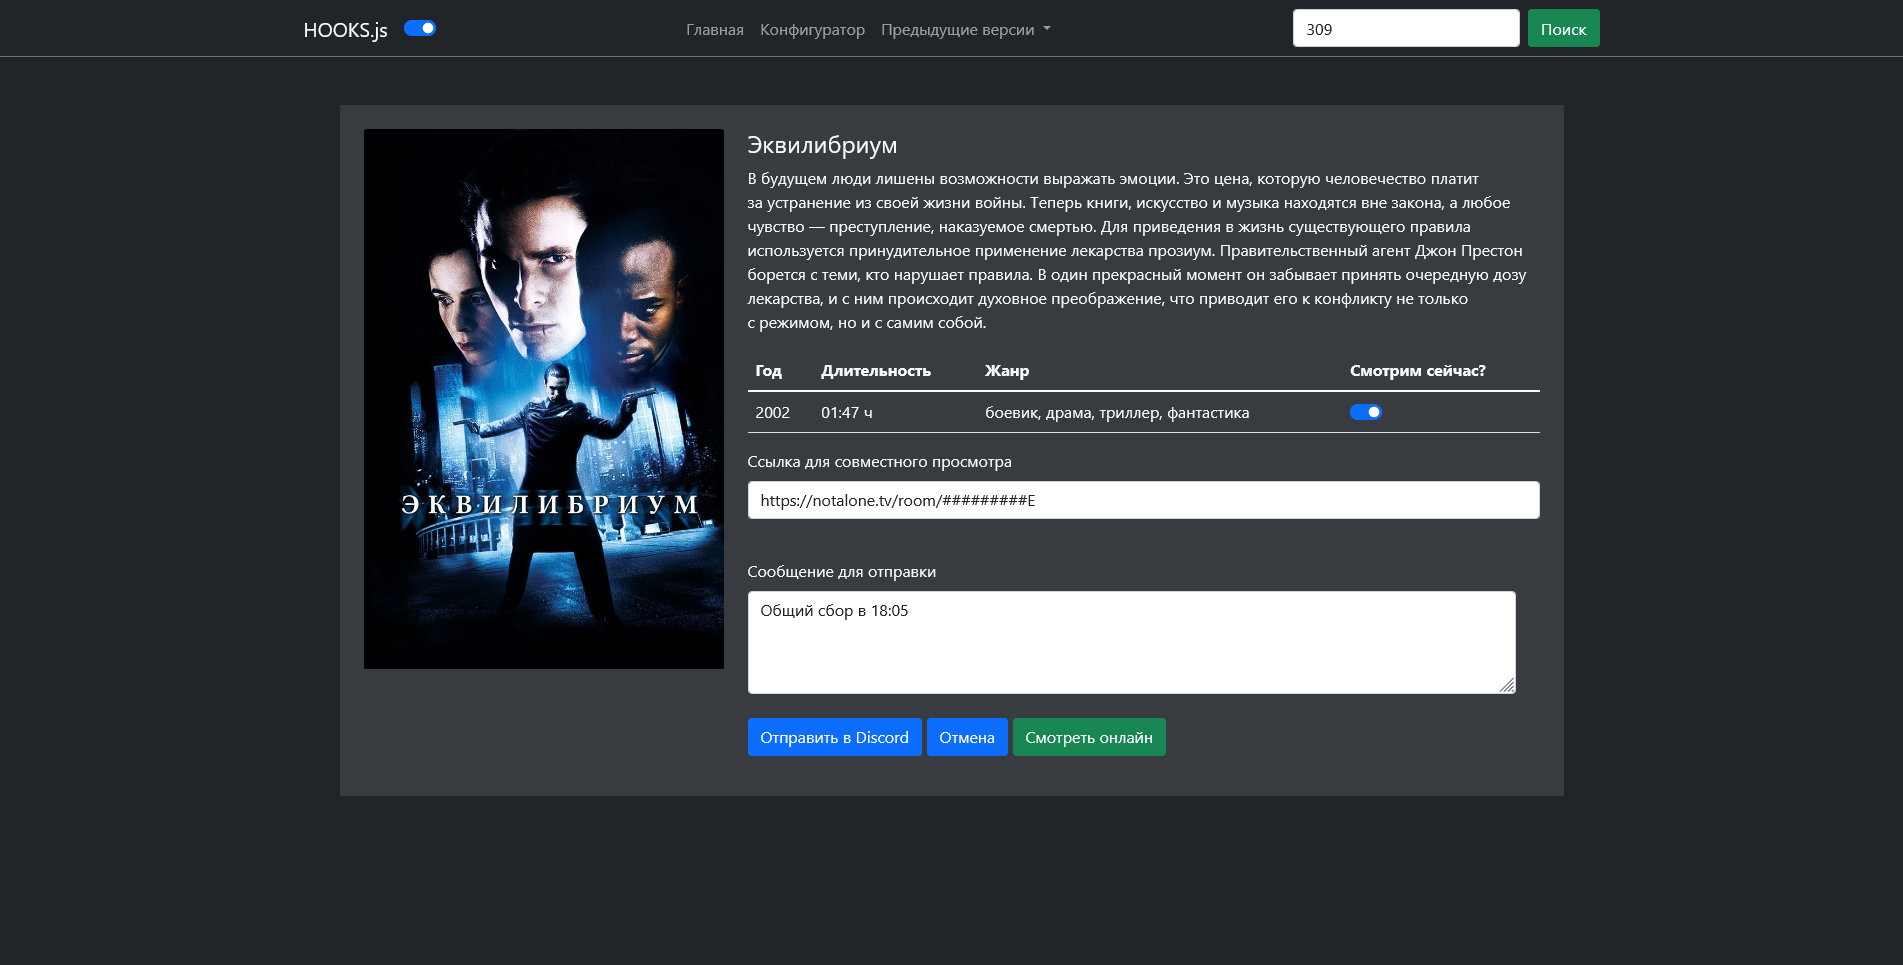 HOOKS.js
Главная Конфигуратор Предыдущие версии
309 Поиск
ЭКВИЛИБРИУМ
Эквилибриум
В будущем люди лишены возможности выражать эмоции. Это цена, которую человечество платит
за устранение из своей жизни войны. Теперь книги, искусство и музыка находятся вне закона, а любое
чувство — преступление, наказуемое смертью. Для приведения в жизнь существующего правила
используется принудительное применение лекарства прозиум. Правительственный агент Джон Престон
борется с теми, кто нарушает правила. В один прекрасный момент он забывает принять очередную дозу
лекарства, и с ним происходит духовное преображение, что приводит его к конфликту не только
с режимом, но и с самим собой.
Год Длительность Жанр Смотрим сейчас?
2002 01:47 ч боевик, драма, триллер, фантастика
Ссылка для совместного просмотра
https://notalone.tv/room/#########E
Сообщение для отправки
Общий сбор в 18:05
Отправить в Discord Отмена Смотреть онлайн